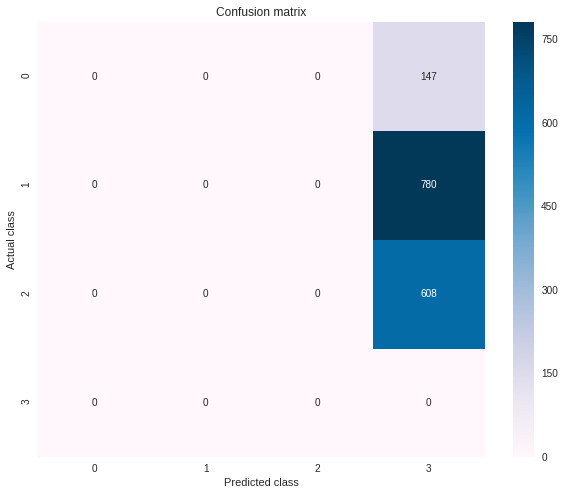 Confusion matrix
Actual class
0 0 0 0 147
1 0 0 0 780
2 0 0 0 608
3 0 0 0 0
0 1 2 3
Predicted class
750
600
450
300
150
0